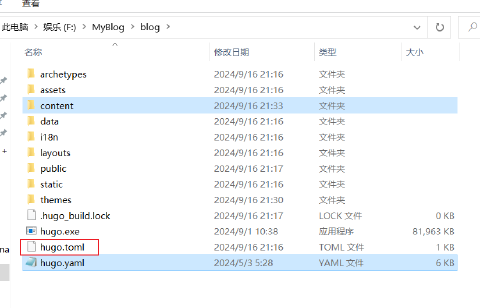 查看
此电脑 › 娱乐 (F:) › MyBlog › blog ›
名称 修改日期 类型 大小
archetypes 2024/9/16 21:16 文件夹
assets 2024/9/16 21:16 文件夹
content 2024/9/16 21:33 文件夹
data 2024/9/16 21:16 文件夹
i18n 2024/9/16 21:16 文件夹
layouts 2024/9/16 21:16 文件夹
public 2024/9/16 21:17 文件夹
static 2024/9/16 21:16 文件夹
themes 2024/9/16 21:30 文件夹
.hugo_build.lock 2024/9/16 21:17 LOCK 文件 0 KB
hugo.exe 2024/9/1 10:38 应用程序 81,963 KB
hugo.toml 2024/9/16 21:16 TOML 文件 1 KB
hugo.yaml 2024/5/3 5:28 YAML 文件 6 KB